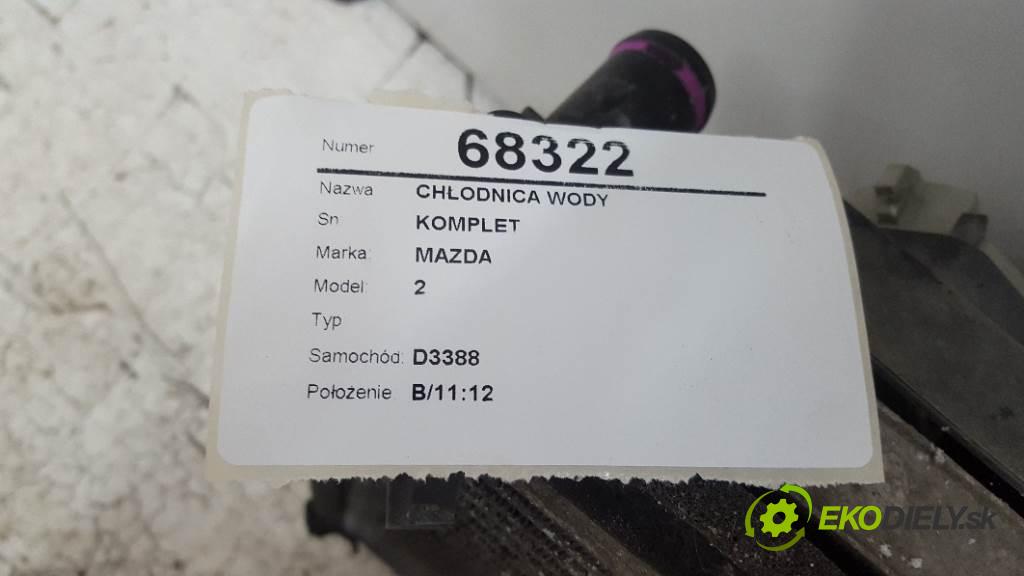 Numer 68322
Nazwa CHŁODNICA WODY
Sn KOMPLET
Marka: MAZDA
Model: 2
Typ
Samochód: D3388
Położenie B/11:12
EKODIELY.sk